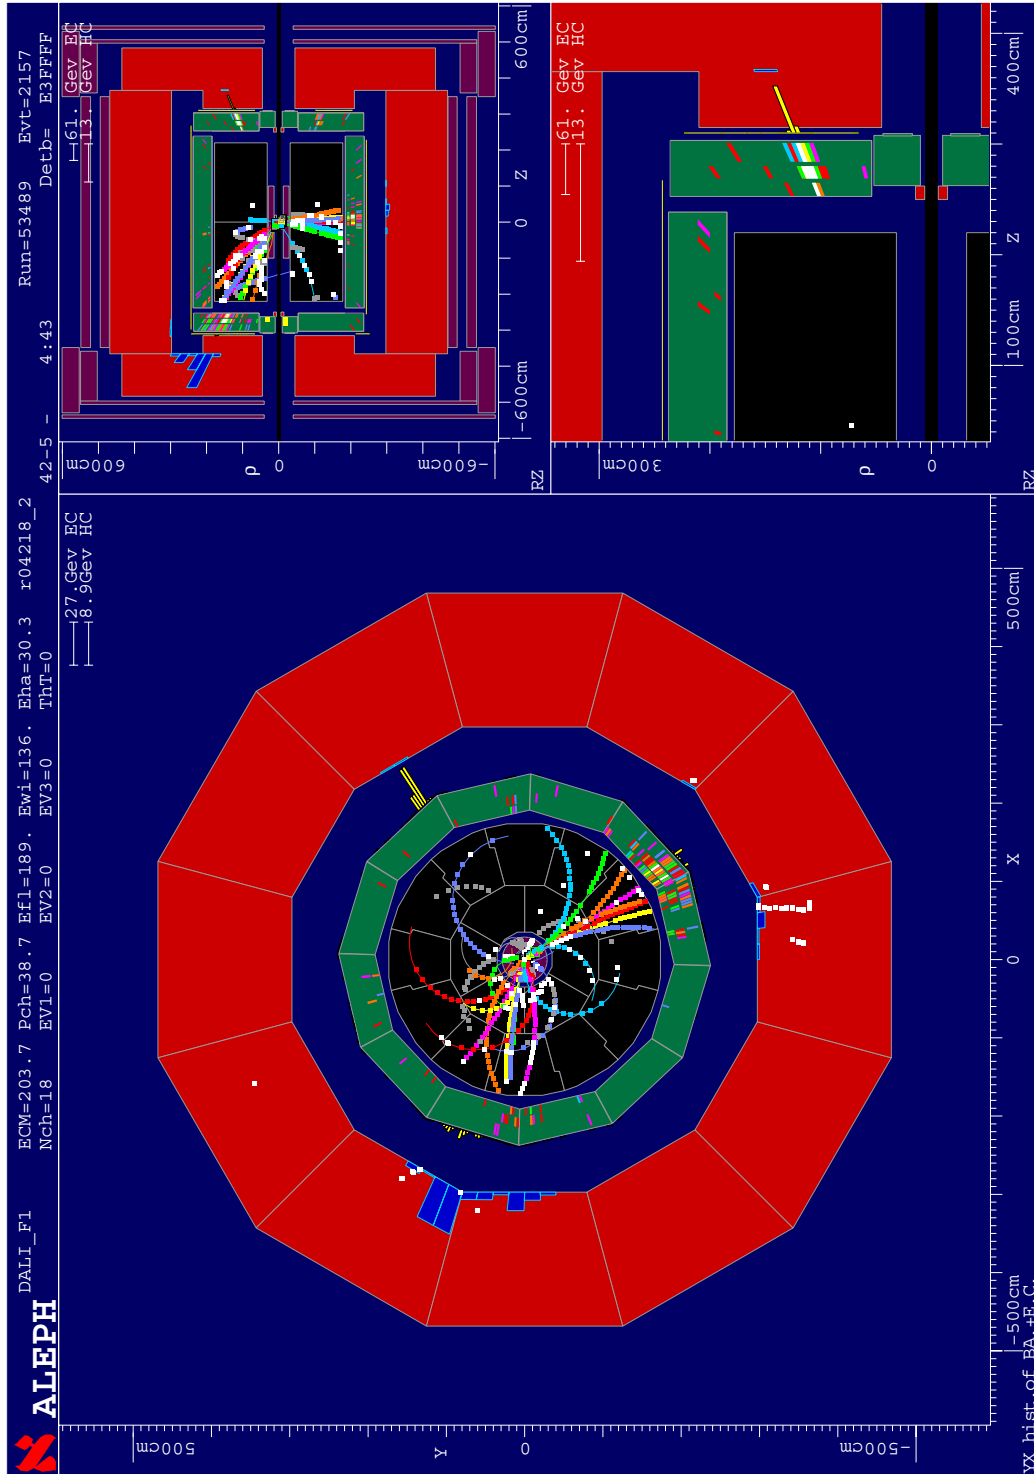 ALEPH DALI_F1 ECM=203.7 Pch=38.7 Efl=189. Ewi=136. Eha=30.3 r04218_2 42-5 - 4:43 Run=53489 Evt=2157
Nch=18 EV1=0 EV2=0 EV3=0 ThT=0 Detb= E3FFFF
27.Gev EC
8.9Gev HC
500cm
Y
0
-500cm
-500cm 0 X 500cm
YX hist.of BA.+E.C.
61. Gev EC
13. Gev HC
600cm
ρ
0
-600cm
-600cm 0 Z 600cm
RZ
61. Gev EC
13. Gev HC
300cm
ρ
0
100cm Z 400cm
RZ